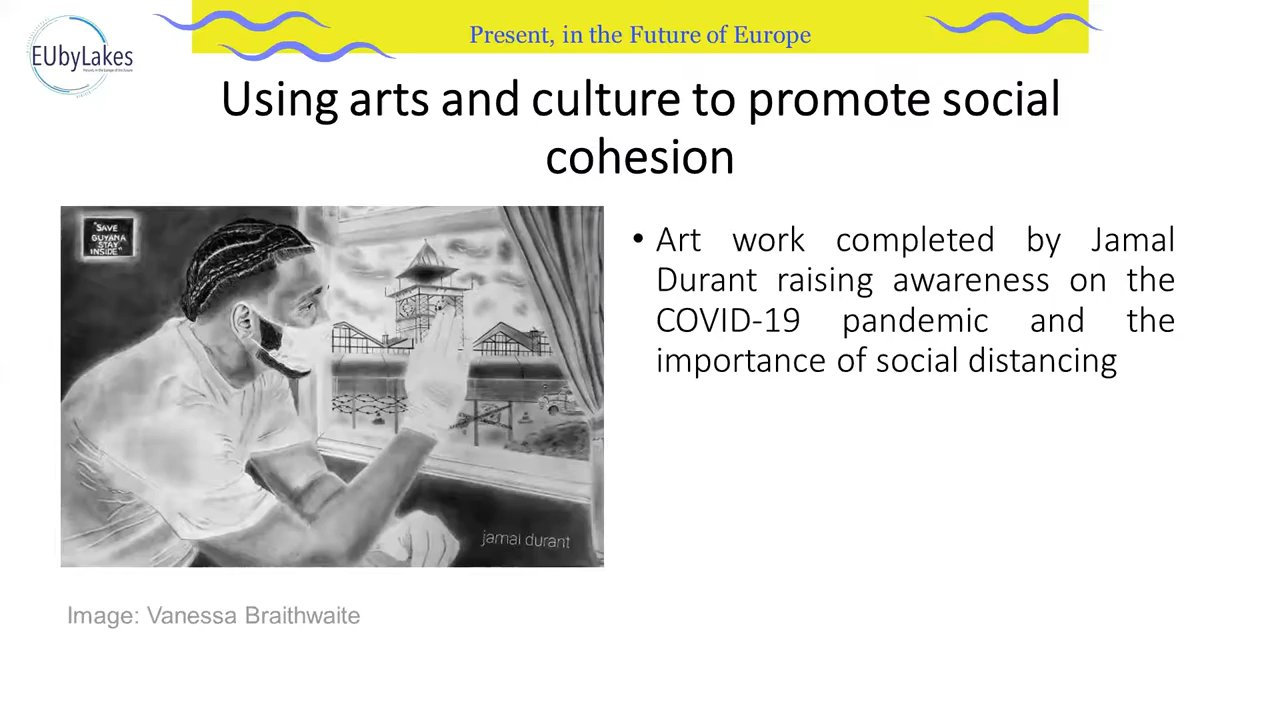 EUbyLakes
Present, in the Future of Europe
Using arts and culture to promote social
cohesion
"SAVE
GUYANA
STAY
INSIDE"
jamal durant
• Art work completed by Jamal
Durant raising awareness on the
COVID-19 pandemic and the
importance of social distancing
Image: Vanessa Braithwaite